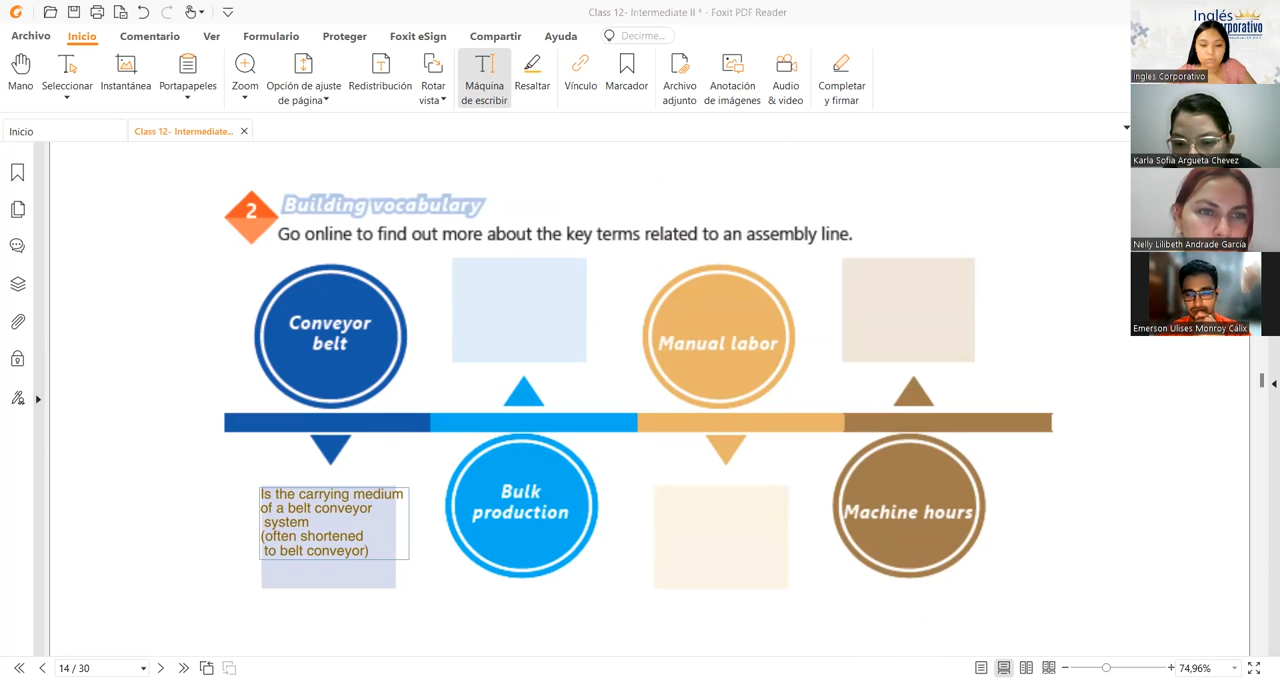 Class 12- Intermediate II * - Foxit PDF Reader
Archivo Inicio Comentario Ver Formulario Proteger Foxit eSign Compartir Ayuda Decirme...
Mano Seleccionar Instantánea Portapapeles Zoom Opción de ajuste de página Redistribución Rotar vista Máquina de escribir Resaltar Vínculo Marcador Archivo adjunto Anotación de imágenes Audio & video Completar y firmar
Inicio Class 12- Intermediate...
Inglés
Ingles Corporativo
Karla Sofia Argueta Chevez
Nelly Lilibeth Andrade García
Emerson Ulises Monroy Cálix
2 Building vocabulary
Go online to find out more about the key terms related to an assembly line.
Conveyor
belt
Manual labor
Is the carrying medium
of a belt conveyor
system
(often shortened
to belt conveyor)
Bulk
production
Machine hours
14 / 30
74,96%